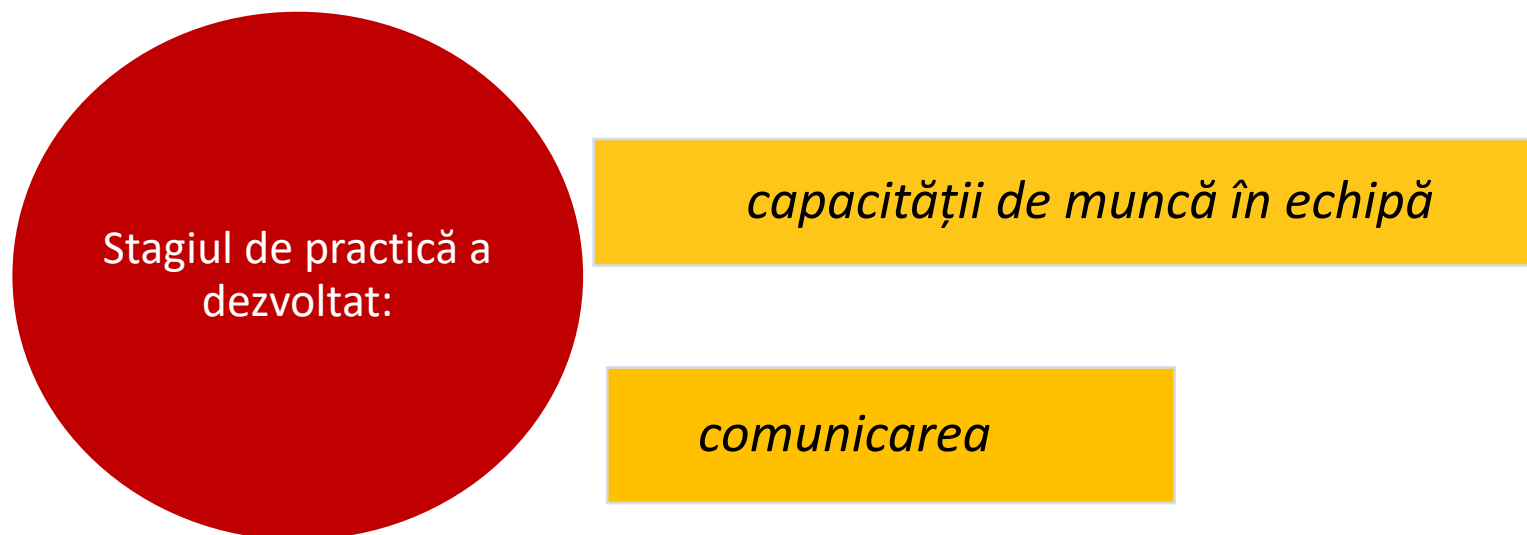 Stagiul de practică a
dezvoltat:
capacității de muncă în echipă
comunicarea